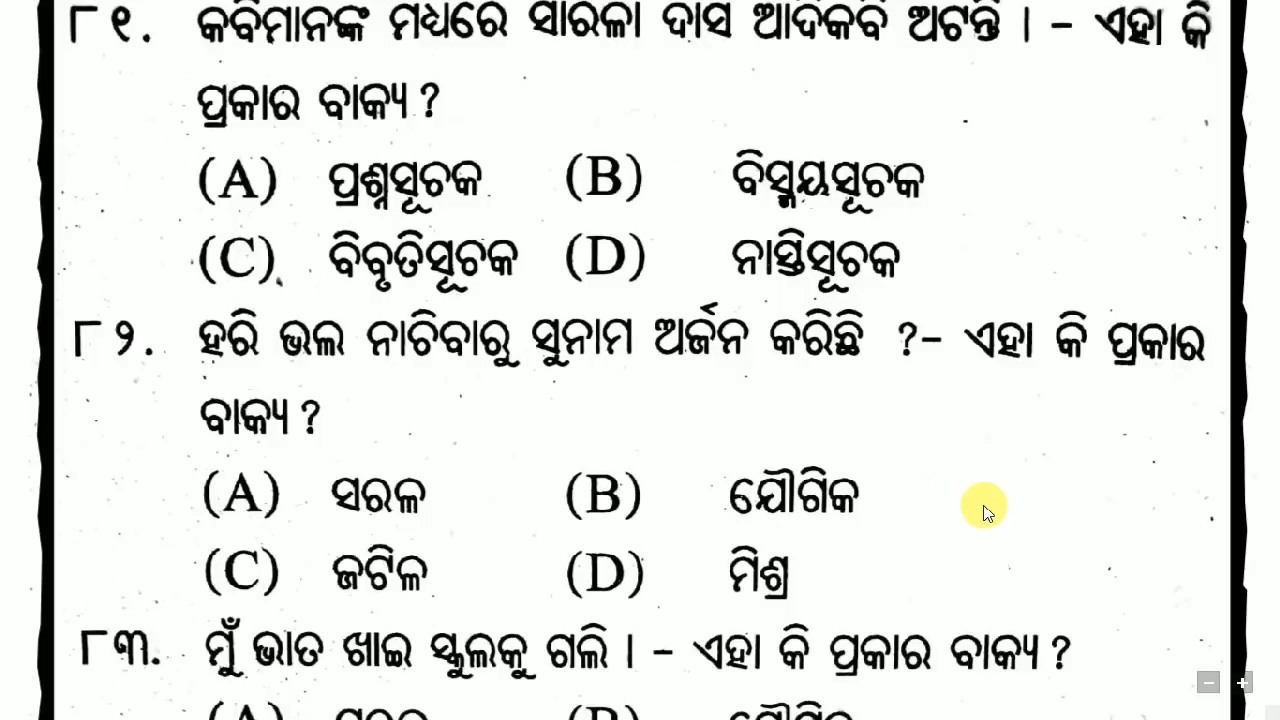 ୮୧. କବିମାନଙ୍କ ମଧ୍ୟରେ ସାରଳା ଦାସ ଆଦିକବି ଅଟନ୍ତି । – ଏହା କି
ପ୍ରକାର ବାକ୍ୟ ?
(A) ପ୍ରଶ୍ନସୂଚକ (B) ବିସ୍ମୟସୂଚକ
(C) ବିବୃତିସୂଚକ (D) ନାସ୍ତିସୂଚକ
୮୨. ହରି ଭଲ ନାଚିବାରୁ ସୁନାମ ଅର୍ଜନ କରିଛି ?– ଏହା କି ପ୍ରକାର
ବାକ୍ୟ ?
(A) ସରଳ (B) ଯୌଗିକ
(C) ଜଟିଳ (D) ମିଶ୍ର
୮୩. ମୁଁ ଭାତ ଖାଇ ସ୍କୁଲକୁ ଗଲି । – ଏହା କି ପ୍ରକାର ବାକ୍ୟ ?
(A) ସରଳ (B) ଯୌଗିକ